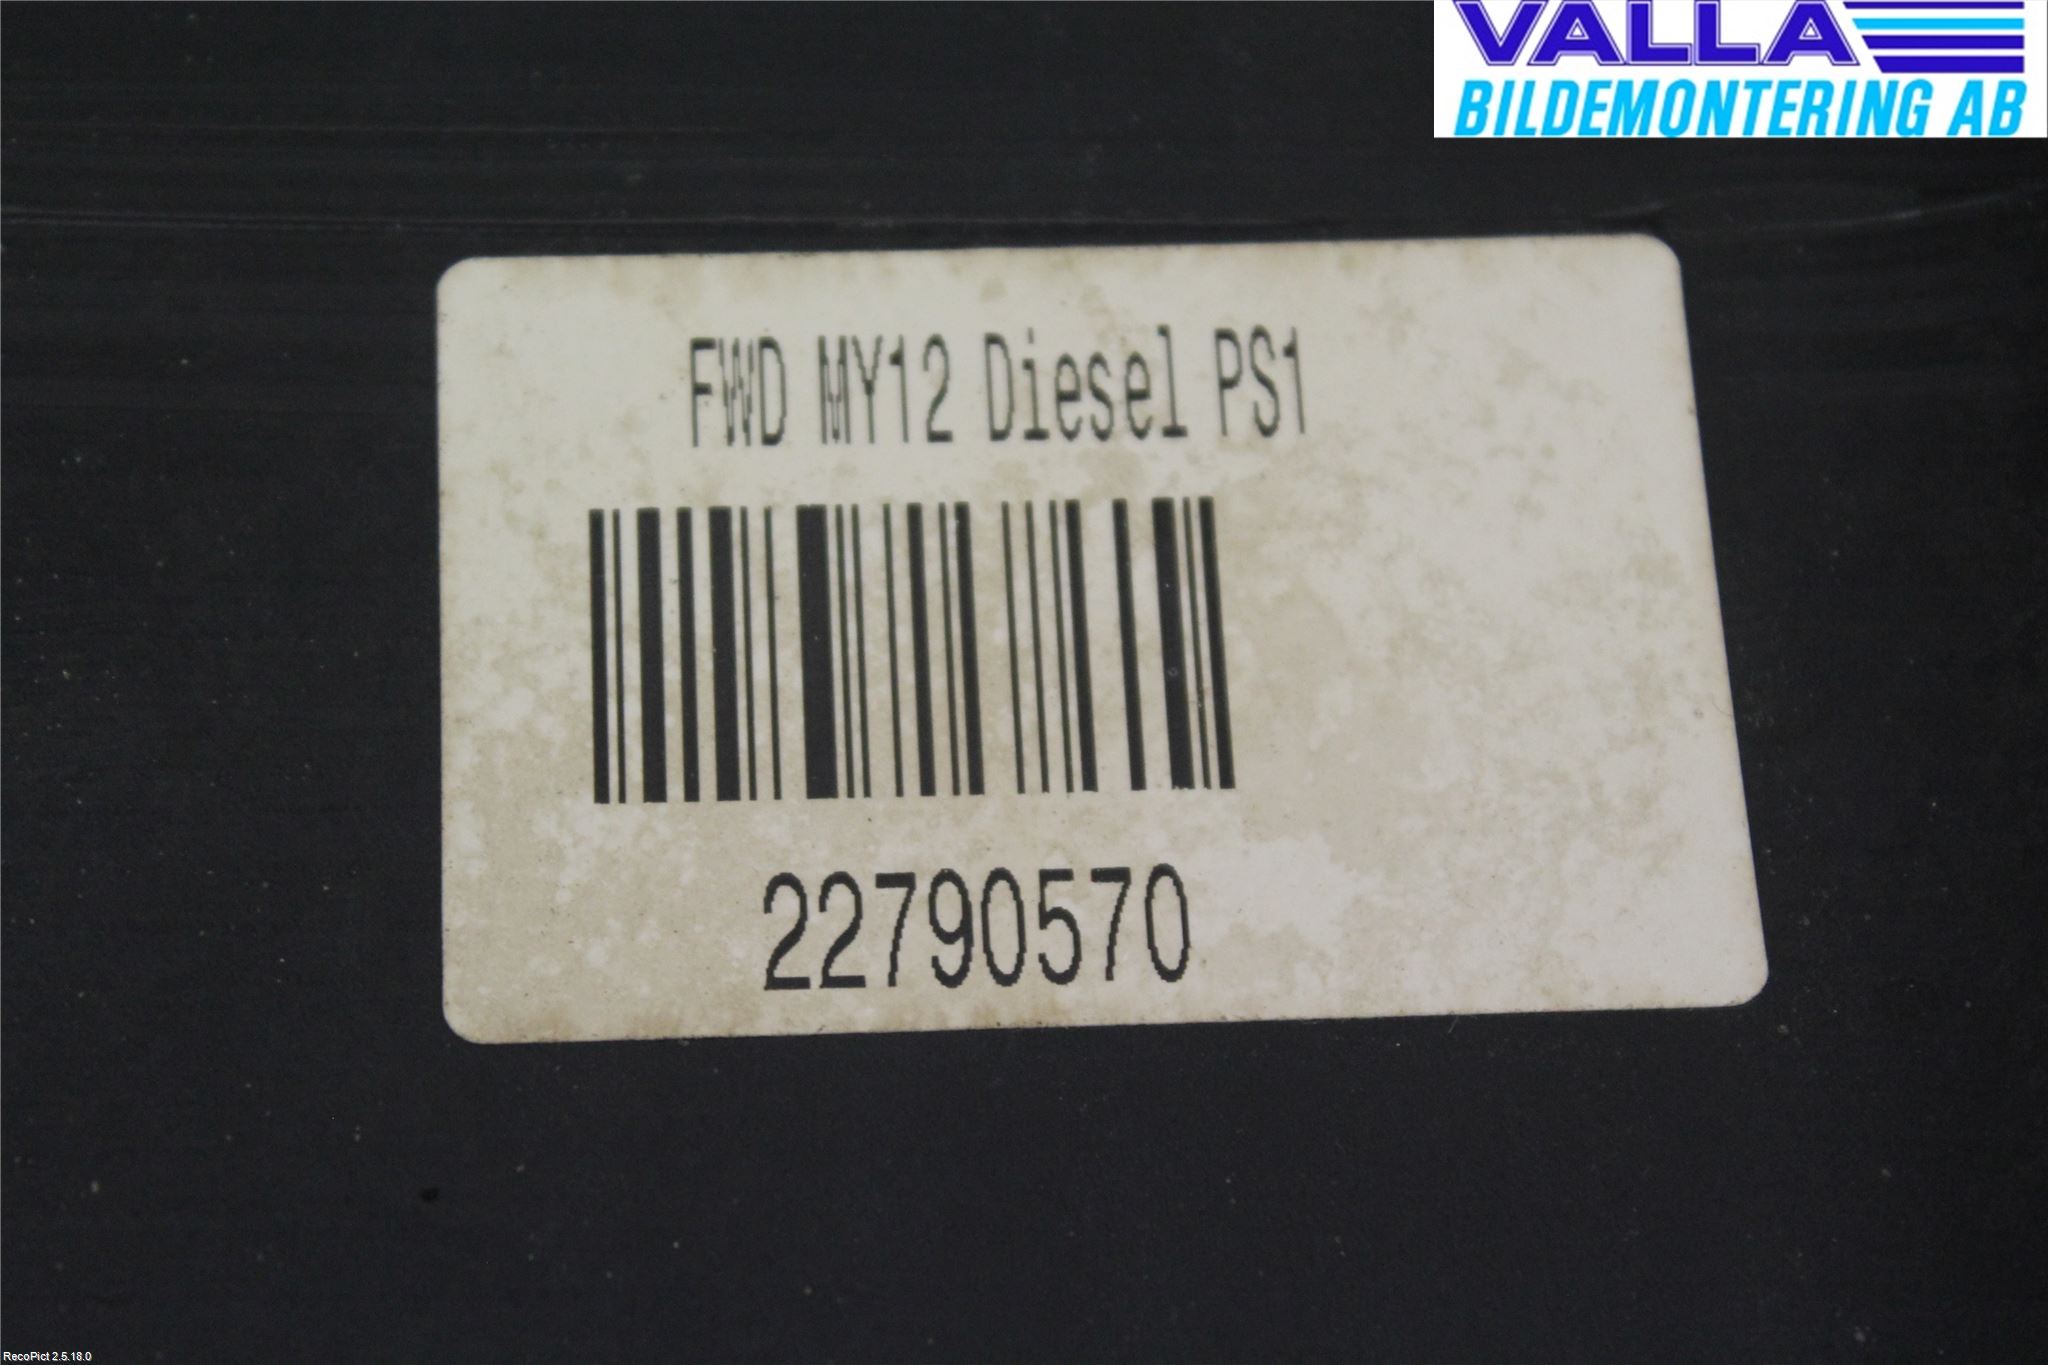 VALLA
BILDEMONTERING AB
FWD MY12 Diesel PS1
22790570
RecoPict 2.5.18.0